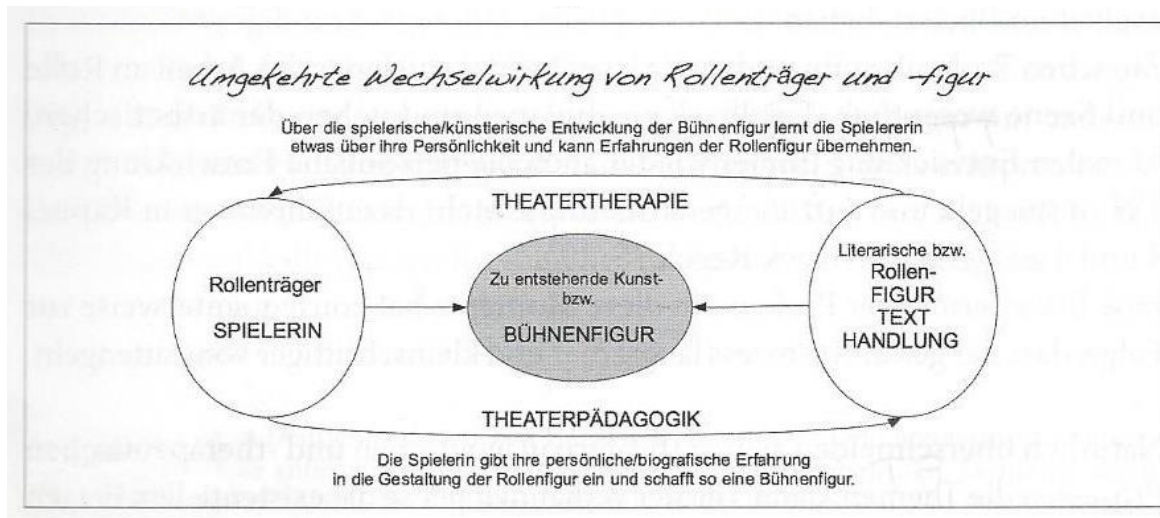 Umgekehrte Wechselwirkung von Rollenträger und -figur
Über die spielerische/künstlerische Entwicklung der Bühnenfigur lernt die Spielererin
etwas über ihre Persönlichkeit und kann Erfahrungen der Rollenfigur übernehmen.
THEATERTHERAPIE
Rollenträger
SPIELERIN
Zu entstehende Kunst-
bzw.
BÜHNENFIGUR
Literarische bzw.
Rollen-
FIGUR
TEXT
HANDLUNG
THEATERPÄDAGOGIK
Die Spielerin gibt ihre persönliche/biografische Erfahrung
in die Gestaltung der Rollenfigur ein und schafft so eine Bühnenfigur.